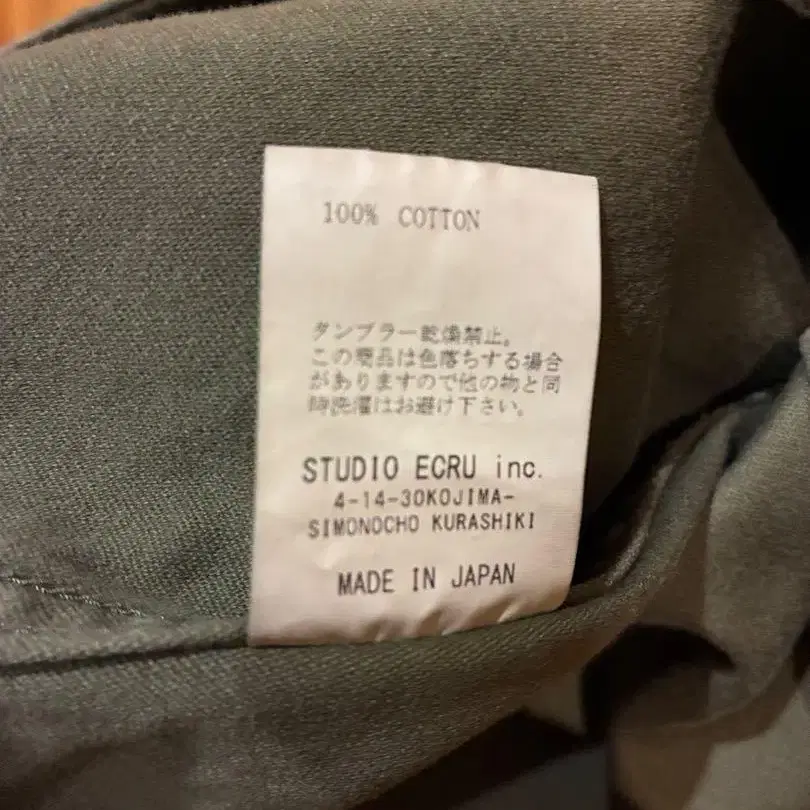 100% COTTON
タンブラー乾燥禁止。
この商品は色落ちする場合
がありますので他の物と同
時洗濯はお避け下さい。
STUDIO ECRU inc.
4-14-30KOJIMA-
SIMONOCHO KURASHIKI
MADE IN JAPAN